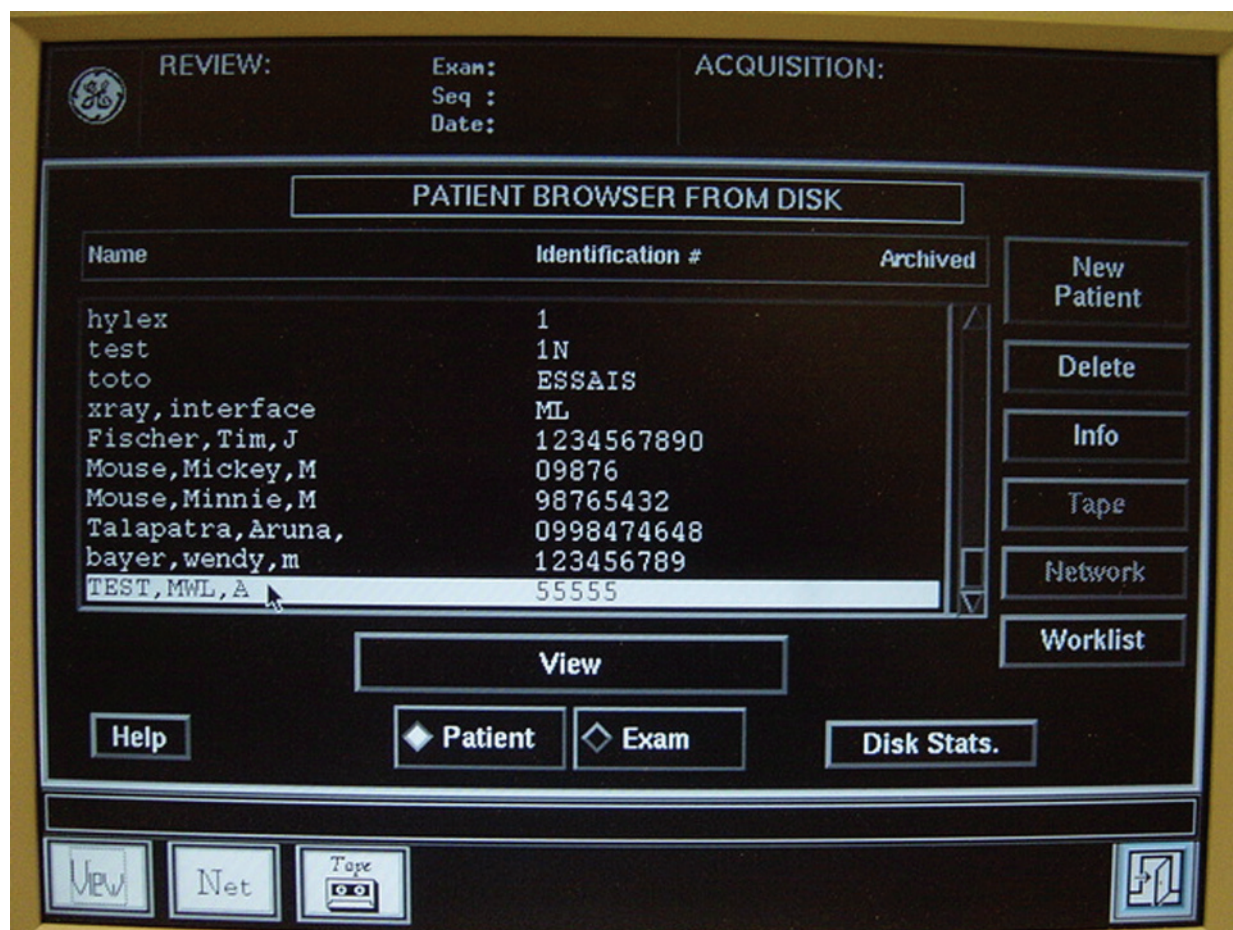 REVIEW: Exam: ACQUISITION:
Seq :
Date:
PATIENT BROWSER FROM DISK
Name Identification # Archived
hylex 1
test 1N
toto ESSAIS
xray,interface ML
Fischer,Tim,J 1234567890
Mouse,Mickey,M 09876
Mouse,Minnie,M 98765432
Talapatra,Aruna, 0998474648
bayer,wendy,m 123456789
TEST,MWL,A 55555
New
Patient
Delete
Info
Tape
Network
Worklist
View
Help Patient Exam Disk Stats.
View Net Tape